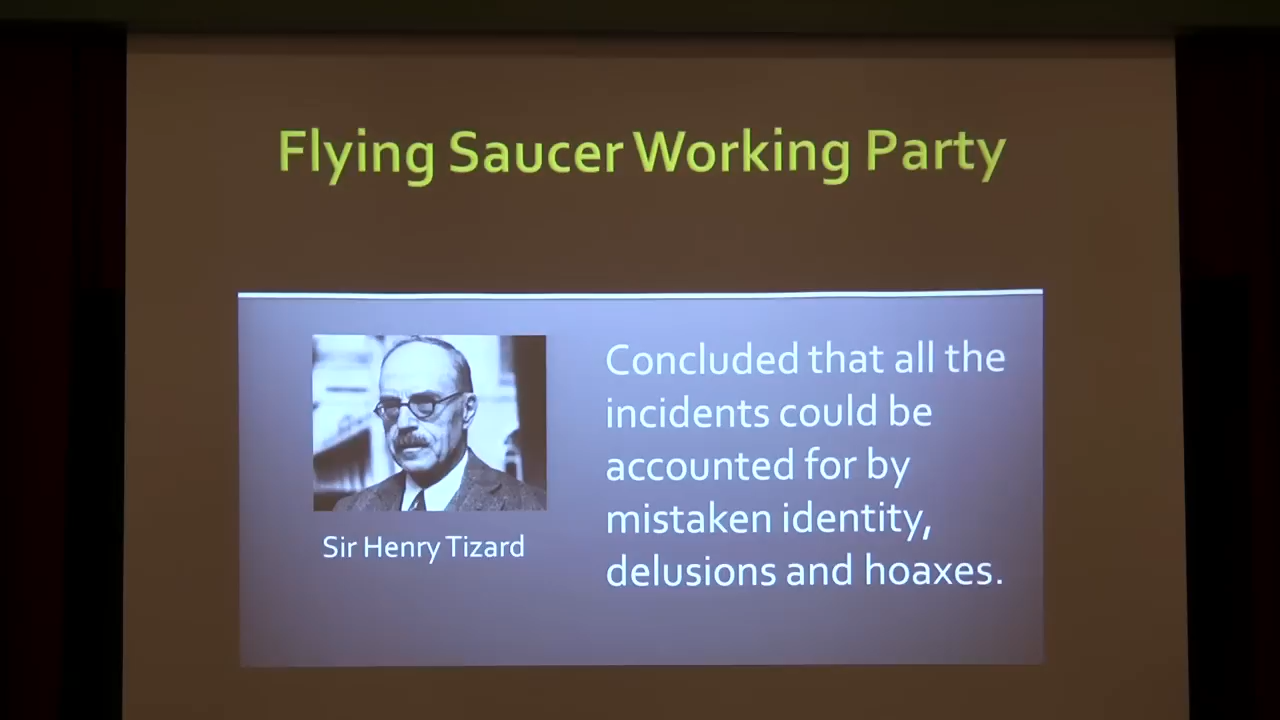 Flying Saucer Working Party
Concluded that all the
incidents could be
accounted for by
mistaken identity,
delusions and hoaxes.
Sir Henry Tizard